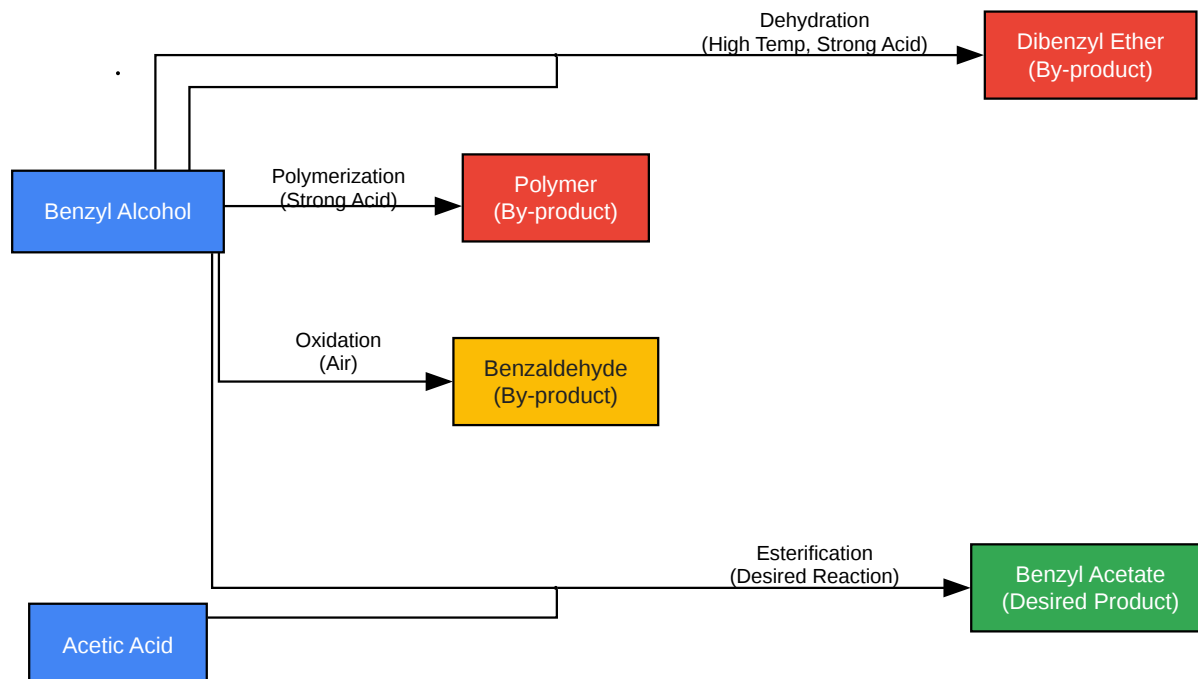 Dehydration
(High Temp, Strong Acid)
Dibenzyl Ether
(By-product)
Benzyl Alcohol
Polymerization
(Strong Acid)
Polymer
(By-product)
Oxidation
(Air)
Benzaldehyde
(By-product)
Esterification
(Desired Reaction)
Benzyl Acetate
(Desired Product)
Acetic Acid